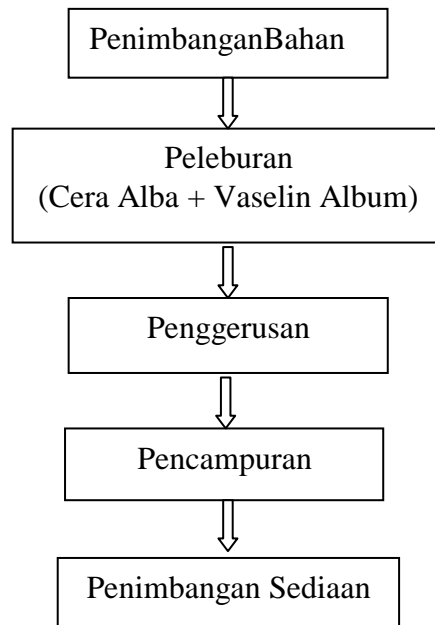 PenimbanganBahan
Peleburan
(Cera Alba + Vaselin Album)
Penggerusan
Pencampuran
Penimbangan Sediaan